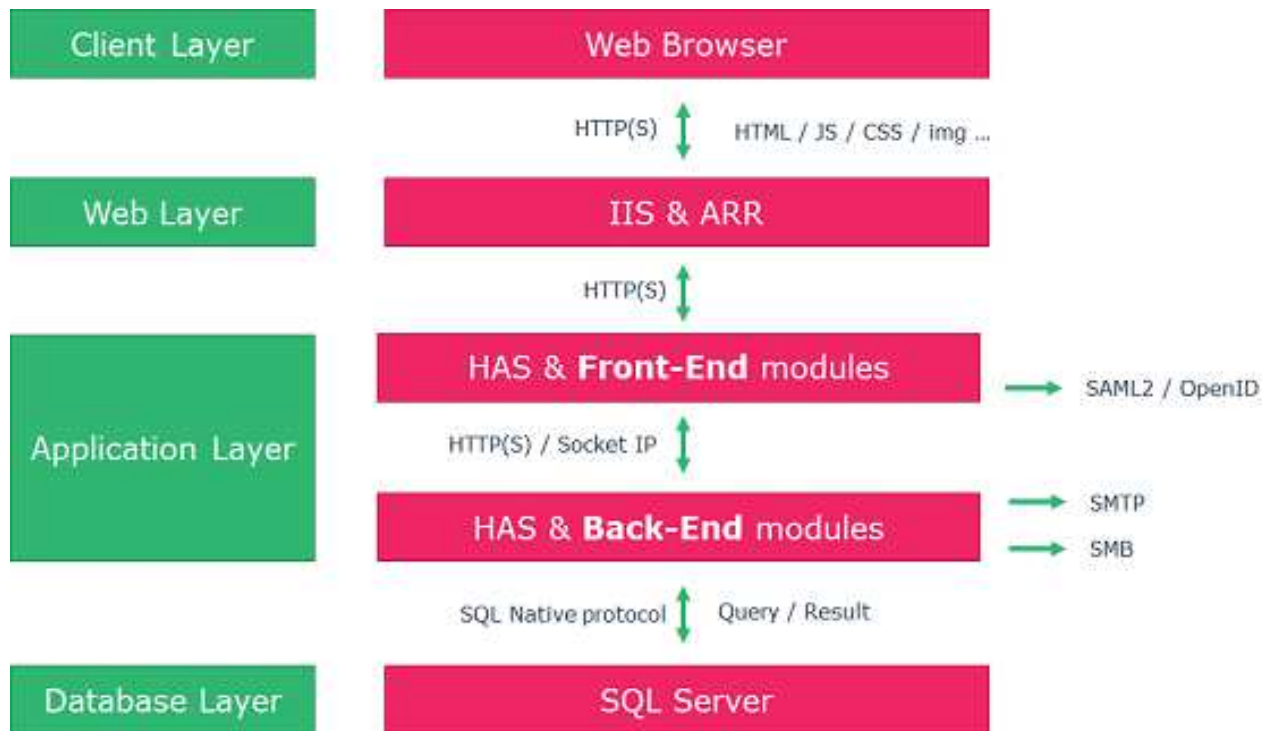 Client Layer
Web Browser
HTTP(S)
HTML / JS / CSS / img ...
Web Layer
IIS & ARR
HTTP(S)
HAS & Front-End modules
SAML2 / OpenID
Application Layer
HTTP(S) / Socket IP
HAS & Back-End modules
SMTP
SMB
SQL Native protocol
Query / Result
Database Layer
SQL Server